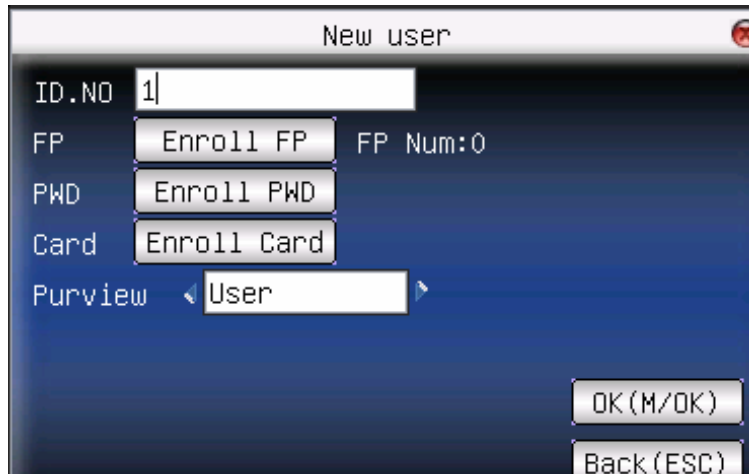 New user
ID.NO 1
FP Enroll FP FP Num:0
PWD Enroll PWD
Card Enroll Card
Purview User
OK(M/OK)
Back(ESC)